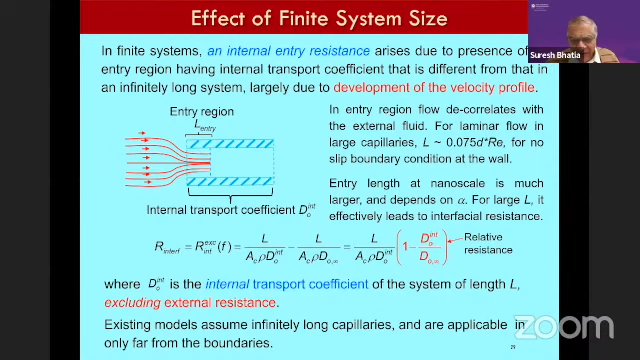 Effect of Finite System Size
In finite systems, an internal entry resistance arises due to presence of
entry region having internal transport coefficient that is different from that in
an infinitely long system, largely due to development of the velocity profile.
Entry region
L_entry
Internal transport coefficient D_o^int
In entry region flow de-correlates with
the external fluid. For laminar flow in
large capillaries, L ~ 0.075d*Re, for no
slip boundary condition at the wall.
Entry length at nanoscale is much
larger, and depends on α. For large L, it
effectively leads to interfacial resistance.
R_interf = R_int^exc (f) = L / (A_c ρD_o^int) − L / (A_c ρD_o,∞) = L / (A_c ρD_o^int) (1 − D_o^int / D_o,∞)
Relative
resistance
where D_o^int is the internal transport coefficient of the system of length L,
excluding external resistance.
Existing models assume infinitely long capillaries, and are applicable in
only far from the boundaries.
Suresh Bhatia
zoom